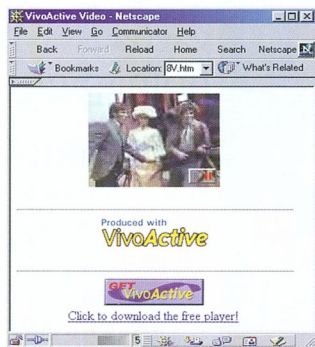 VivoActive Video - Netscape
File Edit View Go Communicator Help
Back Forward Reload Home Search Netscape
Bookmarks Location: 8V.htm What's Related
Produced with
VivoActive
GET
VivoActive
Click to download the free player!
5